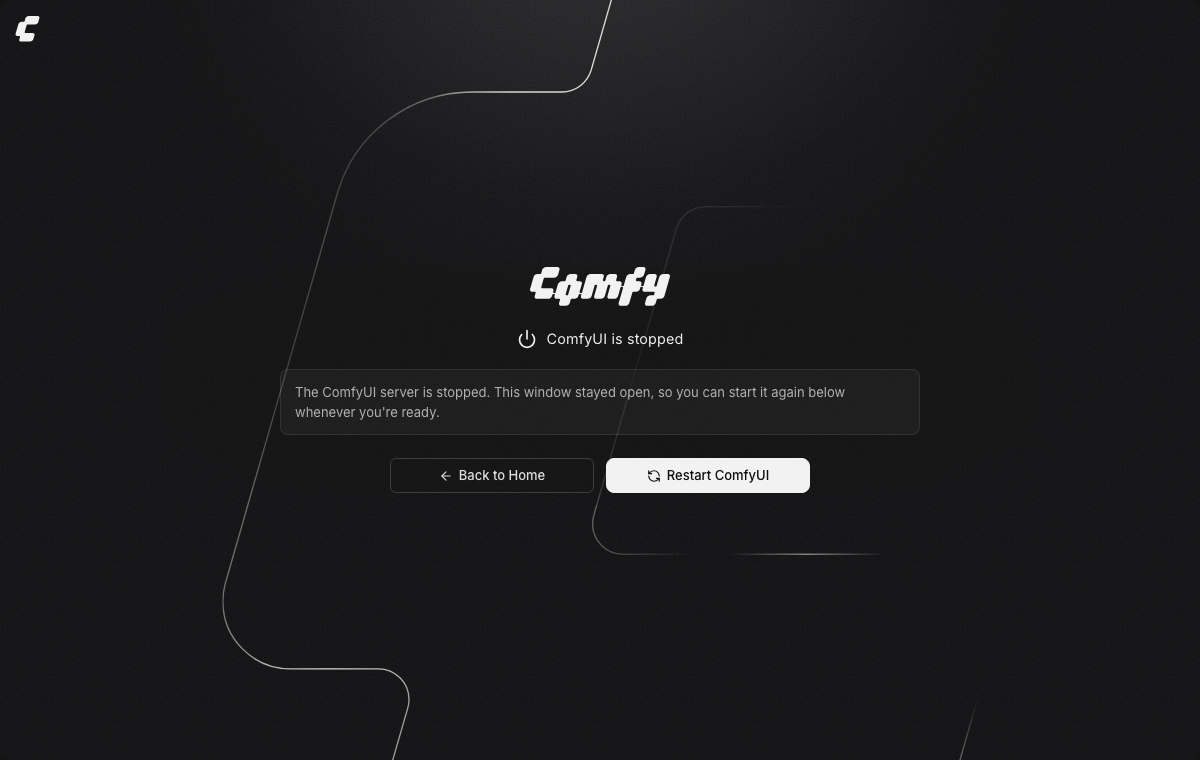 Comfy
ComfyUI is stopped
The ComfyUI server is stopped. This window stayed open, so you can start it again below
whenever you're ready.
Back to Home
Restart ComfyUI